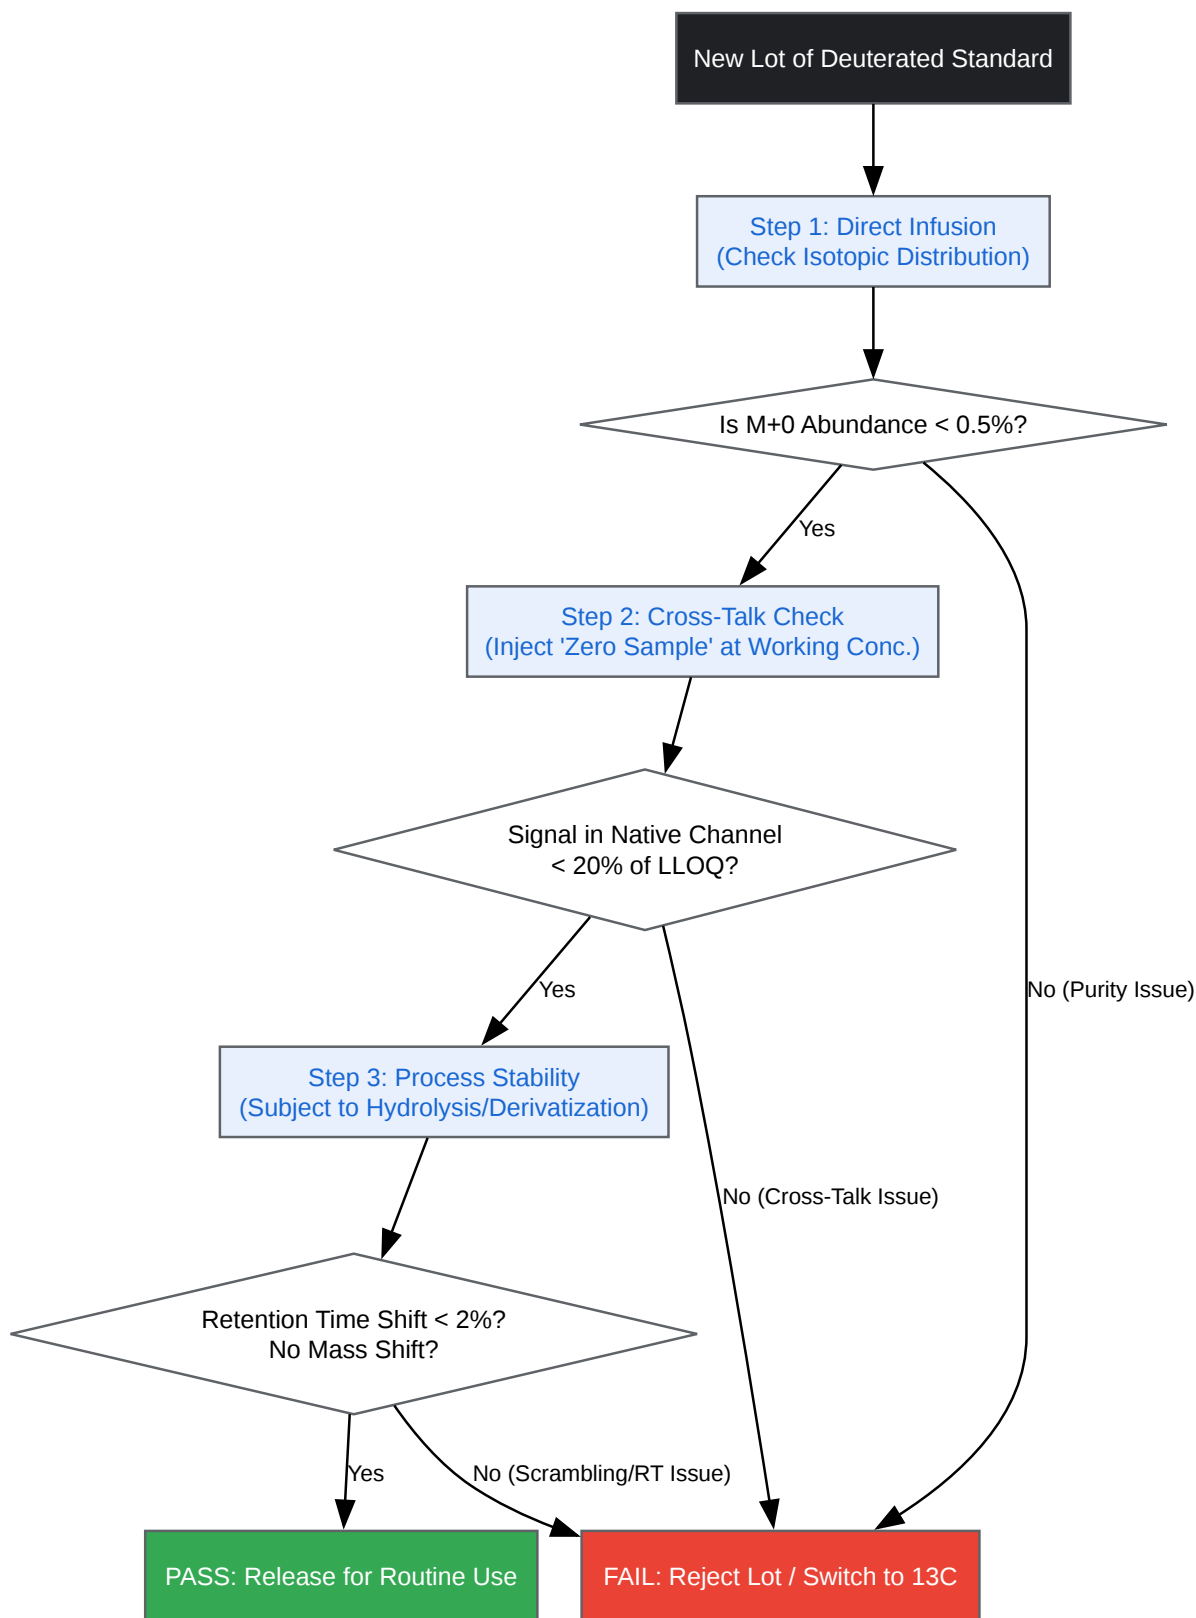 New Lot of Deuterated Standard
Step 1: Direct Infusion
(Check Isotopic Distribution)
Is M+0 Abundance < 0.5%?
Yes
Step 2: Cross-Talk Check
(Inject 'Zero Sample' at Working Conc.)
Signal in Native Channel
< 20% of LLOQ?
Yes
No (Purity Issue)
Step 3: Process Stability
(Subject to Hydrolysis/Derivatization)
No (Cross-Talk Issue)
Retention Time Shift < 2%?
No Mass Shift?
Yes
No (Scrambling/RT Issue)
PASS: Release for Routine Use
FAIL: Reject Lot / Switch to 13C